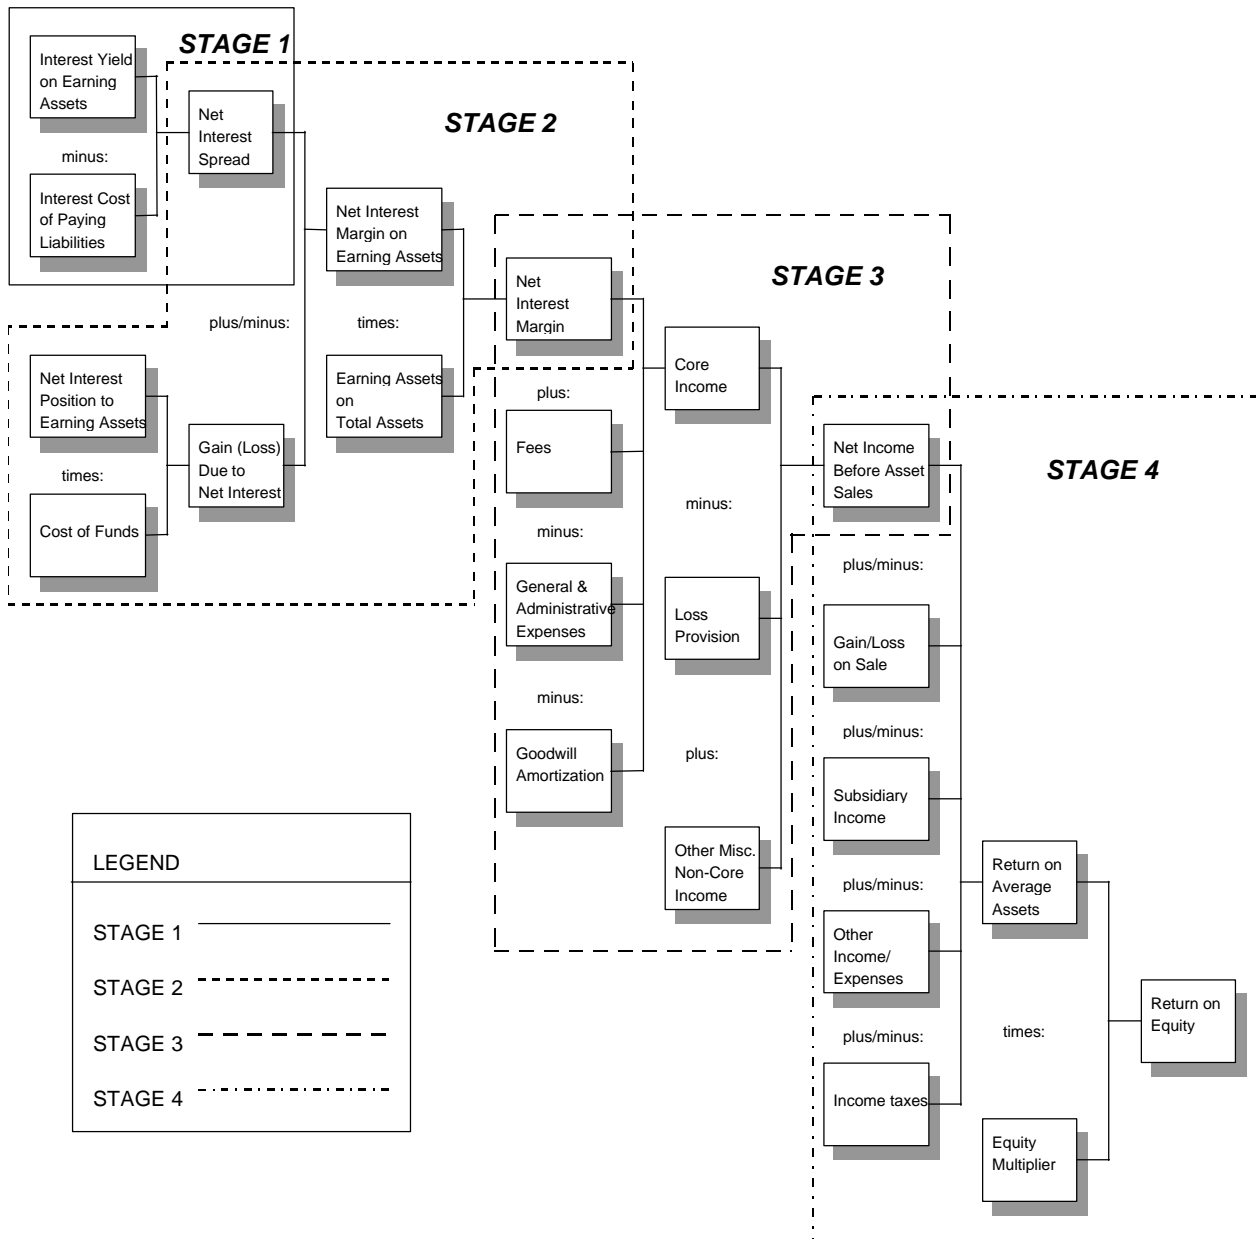 STAGE 1
Interest Yield
on Earning
Assets
minus:
Interest Cost
of Paying
Liabilities
Net
Interest
Spread
STAGE 2
plus/minus:
Net Interest
Position to
Earning Assets
times:
Cost of Funds
Gain (Loss)
Due to
Net Interest
Net Interest
Margin on
Earning Assets
times:
Earning Assets
on
Total Assets
Net
Interest
Margin
STAGE 3
plus:
Fees
minus:
General &
Administrative
Expenses
minus:
Goodwill
Amortization
Core
Income
minus:
Loss
Provision
plus:
Other Misc.
Non-Core
Income
Net Income
Before Asset
Sales
STAGE 4
plus/minus:
Gain/Loss
on Sale
plus/minus:
Subsidiary
Income
plus/minus:
Other
Income/
Expenses
plus/minus:
Income taxes
Return on
Average
Assets
times:
Equity
Multiplier
Return on
Equity
LEGEND
STAGE 1
STAGE 2
STAGE 3
STAGE 4